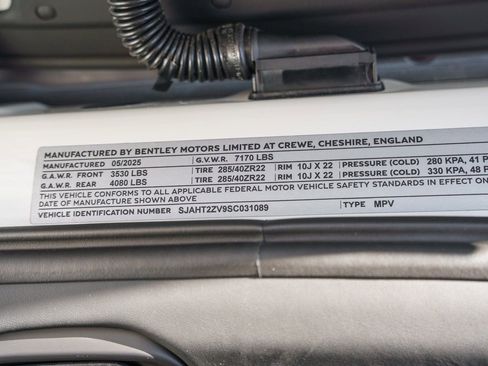 MANUFACTURED BY BENTLEY MOTORS LIMITED AT CREWE, CHESHIRE, ENGLAND
MANUFACTURED 05/2025 G.V.W.R. 7170 LBS
G.A.W.R. FRONT 3530 LBS TIRE 285/40ZR22 RIM 10J X 22 PRESSURE (COLD) 280 KPA, 41 P
G.A.W.R. REAR 4080 LBS TIRE 285/40ZR22 RIM 10J X 22 PRESSURE (COLD) 330 KPA, 48 P
THIS VEHICLE CONFORMS TO ALL APPLICABLE FEDERAL MOTOR VEHICLE SAFETY STANDARDS IN EFFECT ON
DATE OF MANUFACTURE SHOWN ABOVE
VEHICLE IDENTIFICATION NUMBER SJAHT2ZV9SC031089 TYPE MPV